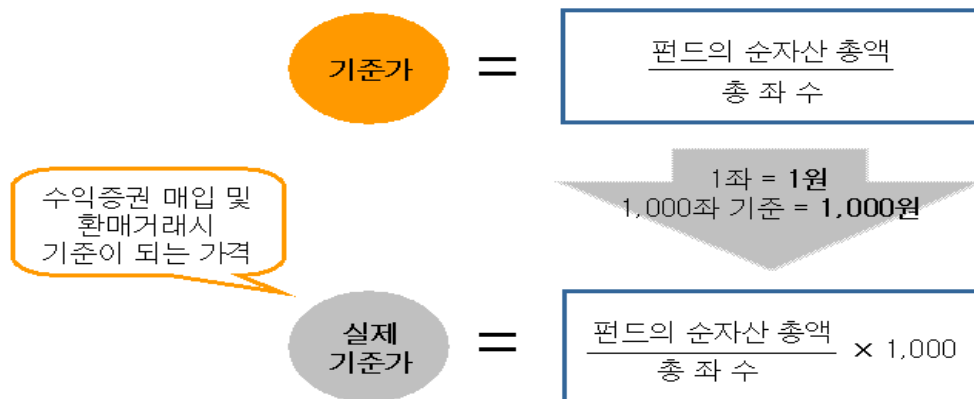 기준가 = 펀드의 순자산 총액
총 좌 수
1좌 = 1원
1,000좌 기준 = 1,000원
수익증권 매입 및
환매거래시
기준이 되는 가격
실제
기준가 = 펀드의 순자산 총액
총 좌 수
× 1,000